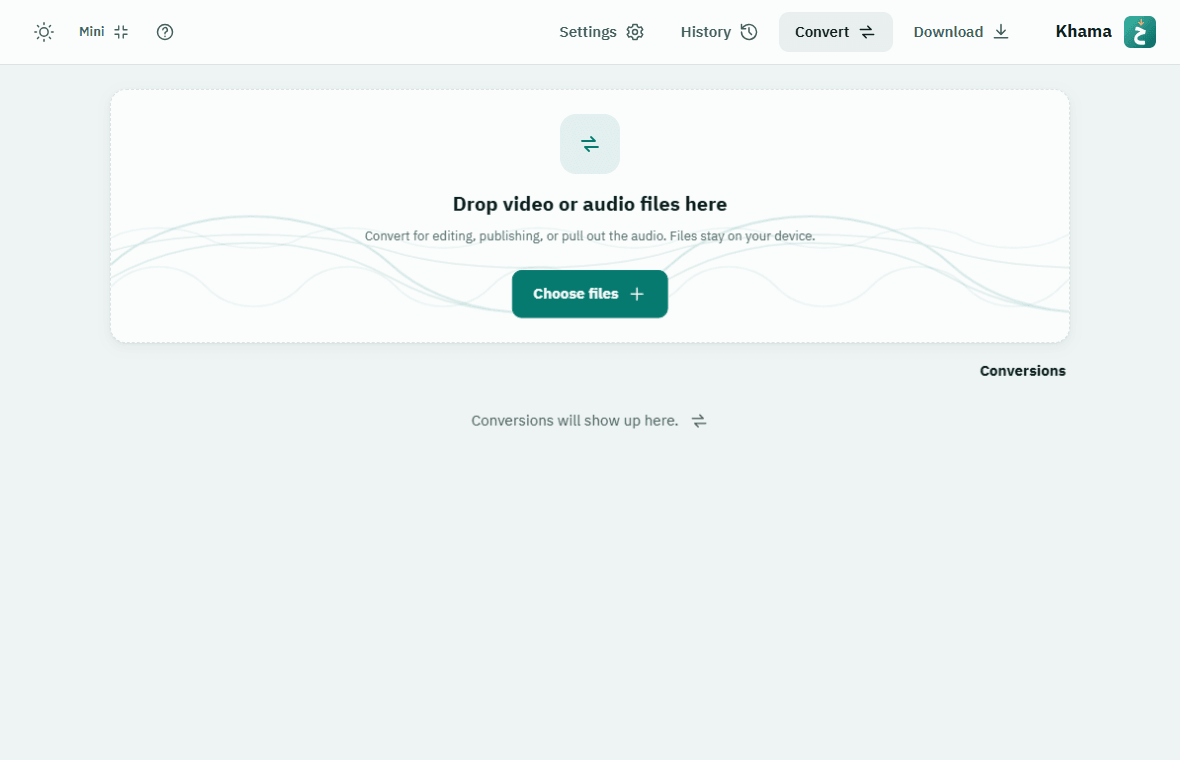 Mini
Settings
History
Convert
Download
Khama
خ
Drop video or audio files here
Convert for editing, publishing, or pull out the audio. Files stay on your device.
Choose files
Conversions
Conversions will show up here.